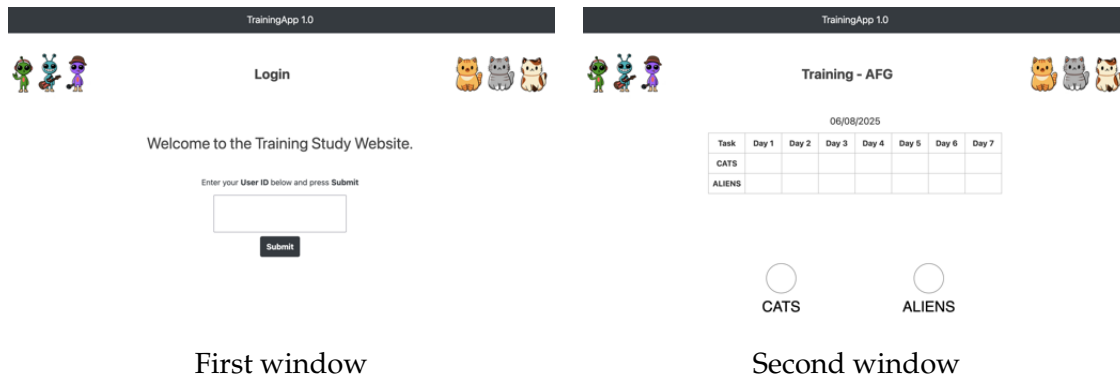 TrainingApp 1.0
Login
Welcome to the Training Study Website.
Enter your User ID below and press Submit
Submit
First window
TrainingApp 1.0
Training - AFG
06/08/2025
Task Day 1 Day 2 Day 3 Day 4 Day 5 Day 6 Day 7
CATS
ALIENS
CATS ALIENS
Second window